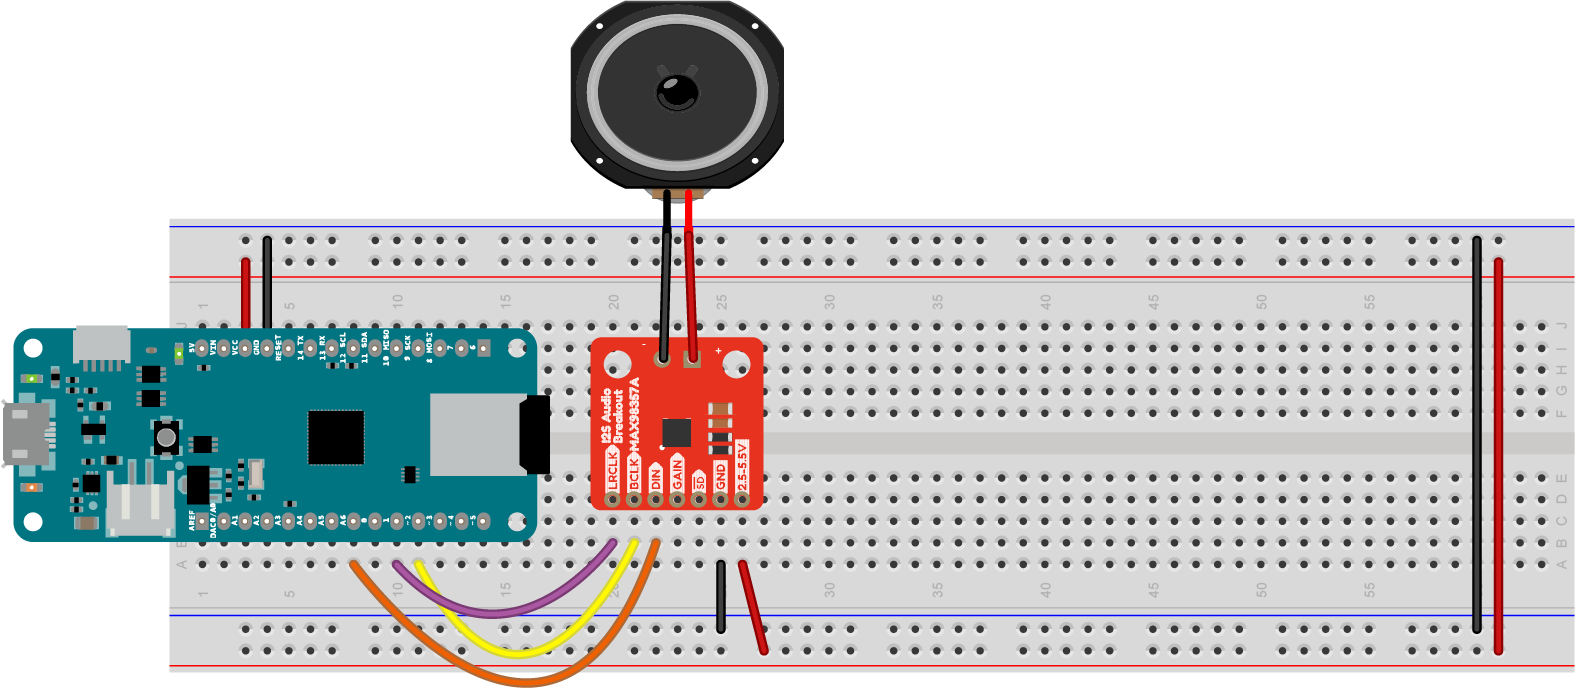 1 5 10 15 20 25 30 35 40 45 50 55
J J
I
H
G
F
5V
VIN
VCC
GND
RESET
14 TX
13 RX
12 SCL
11 SDA
10 MISO
9 SCK
8 MOSI
7
6
- +
I2S Audio
Breakout
MAX98357A
LRCLK
BCLK
DIN
GAIN
SD
GND
2.5-5.5V
E
D
C
B
A A
AREF
DAC0/A0
A1
A2
A3
A4
A5
A6
0
1
~2
~3
~4
~5
1 5 10 15 20 25 30 35 40 45 50 55